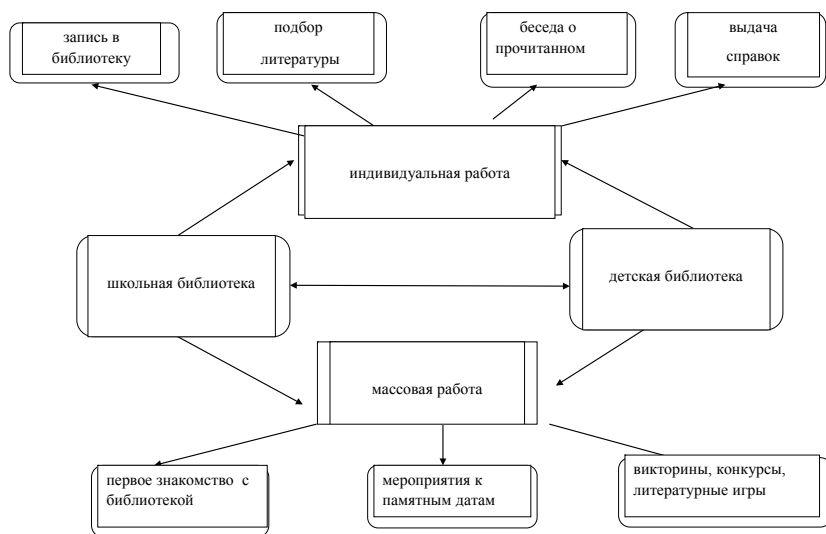 запись в
библиотеку
подбор
литературы
беседа о
прочитанном
выдача
справок
индивидуальная работа
школьная библиотека
детская библиотека
массовая работа
первое знакомство с
библиотекой
мероприятия к
памятным датам
викторины, конкурсы,
литературные игры